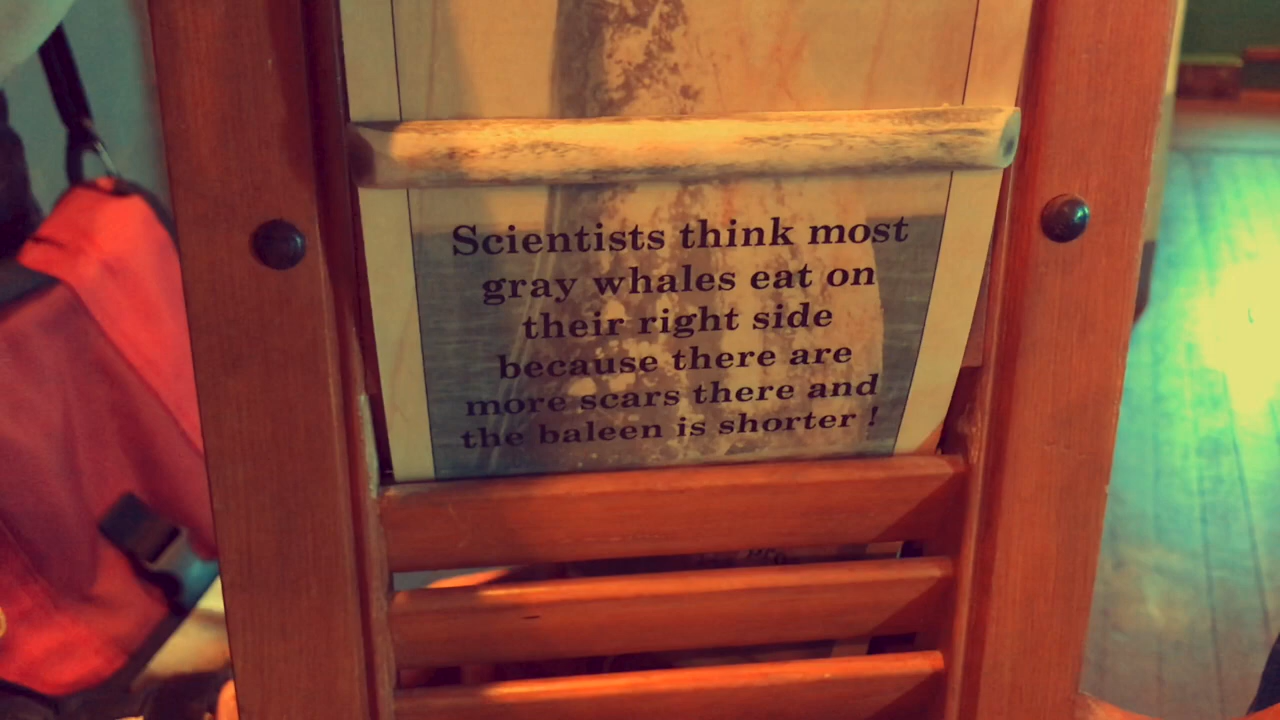 Scientists think most
gray whales eat on
their right side
because there are
more scars there and
the baleen is shorter !